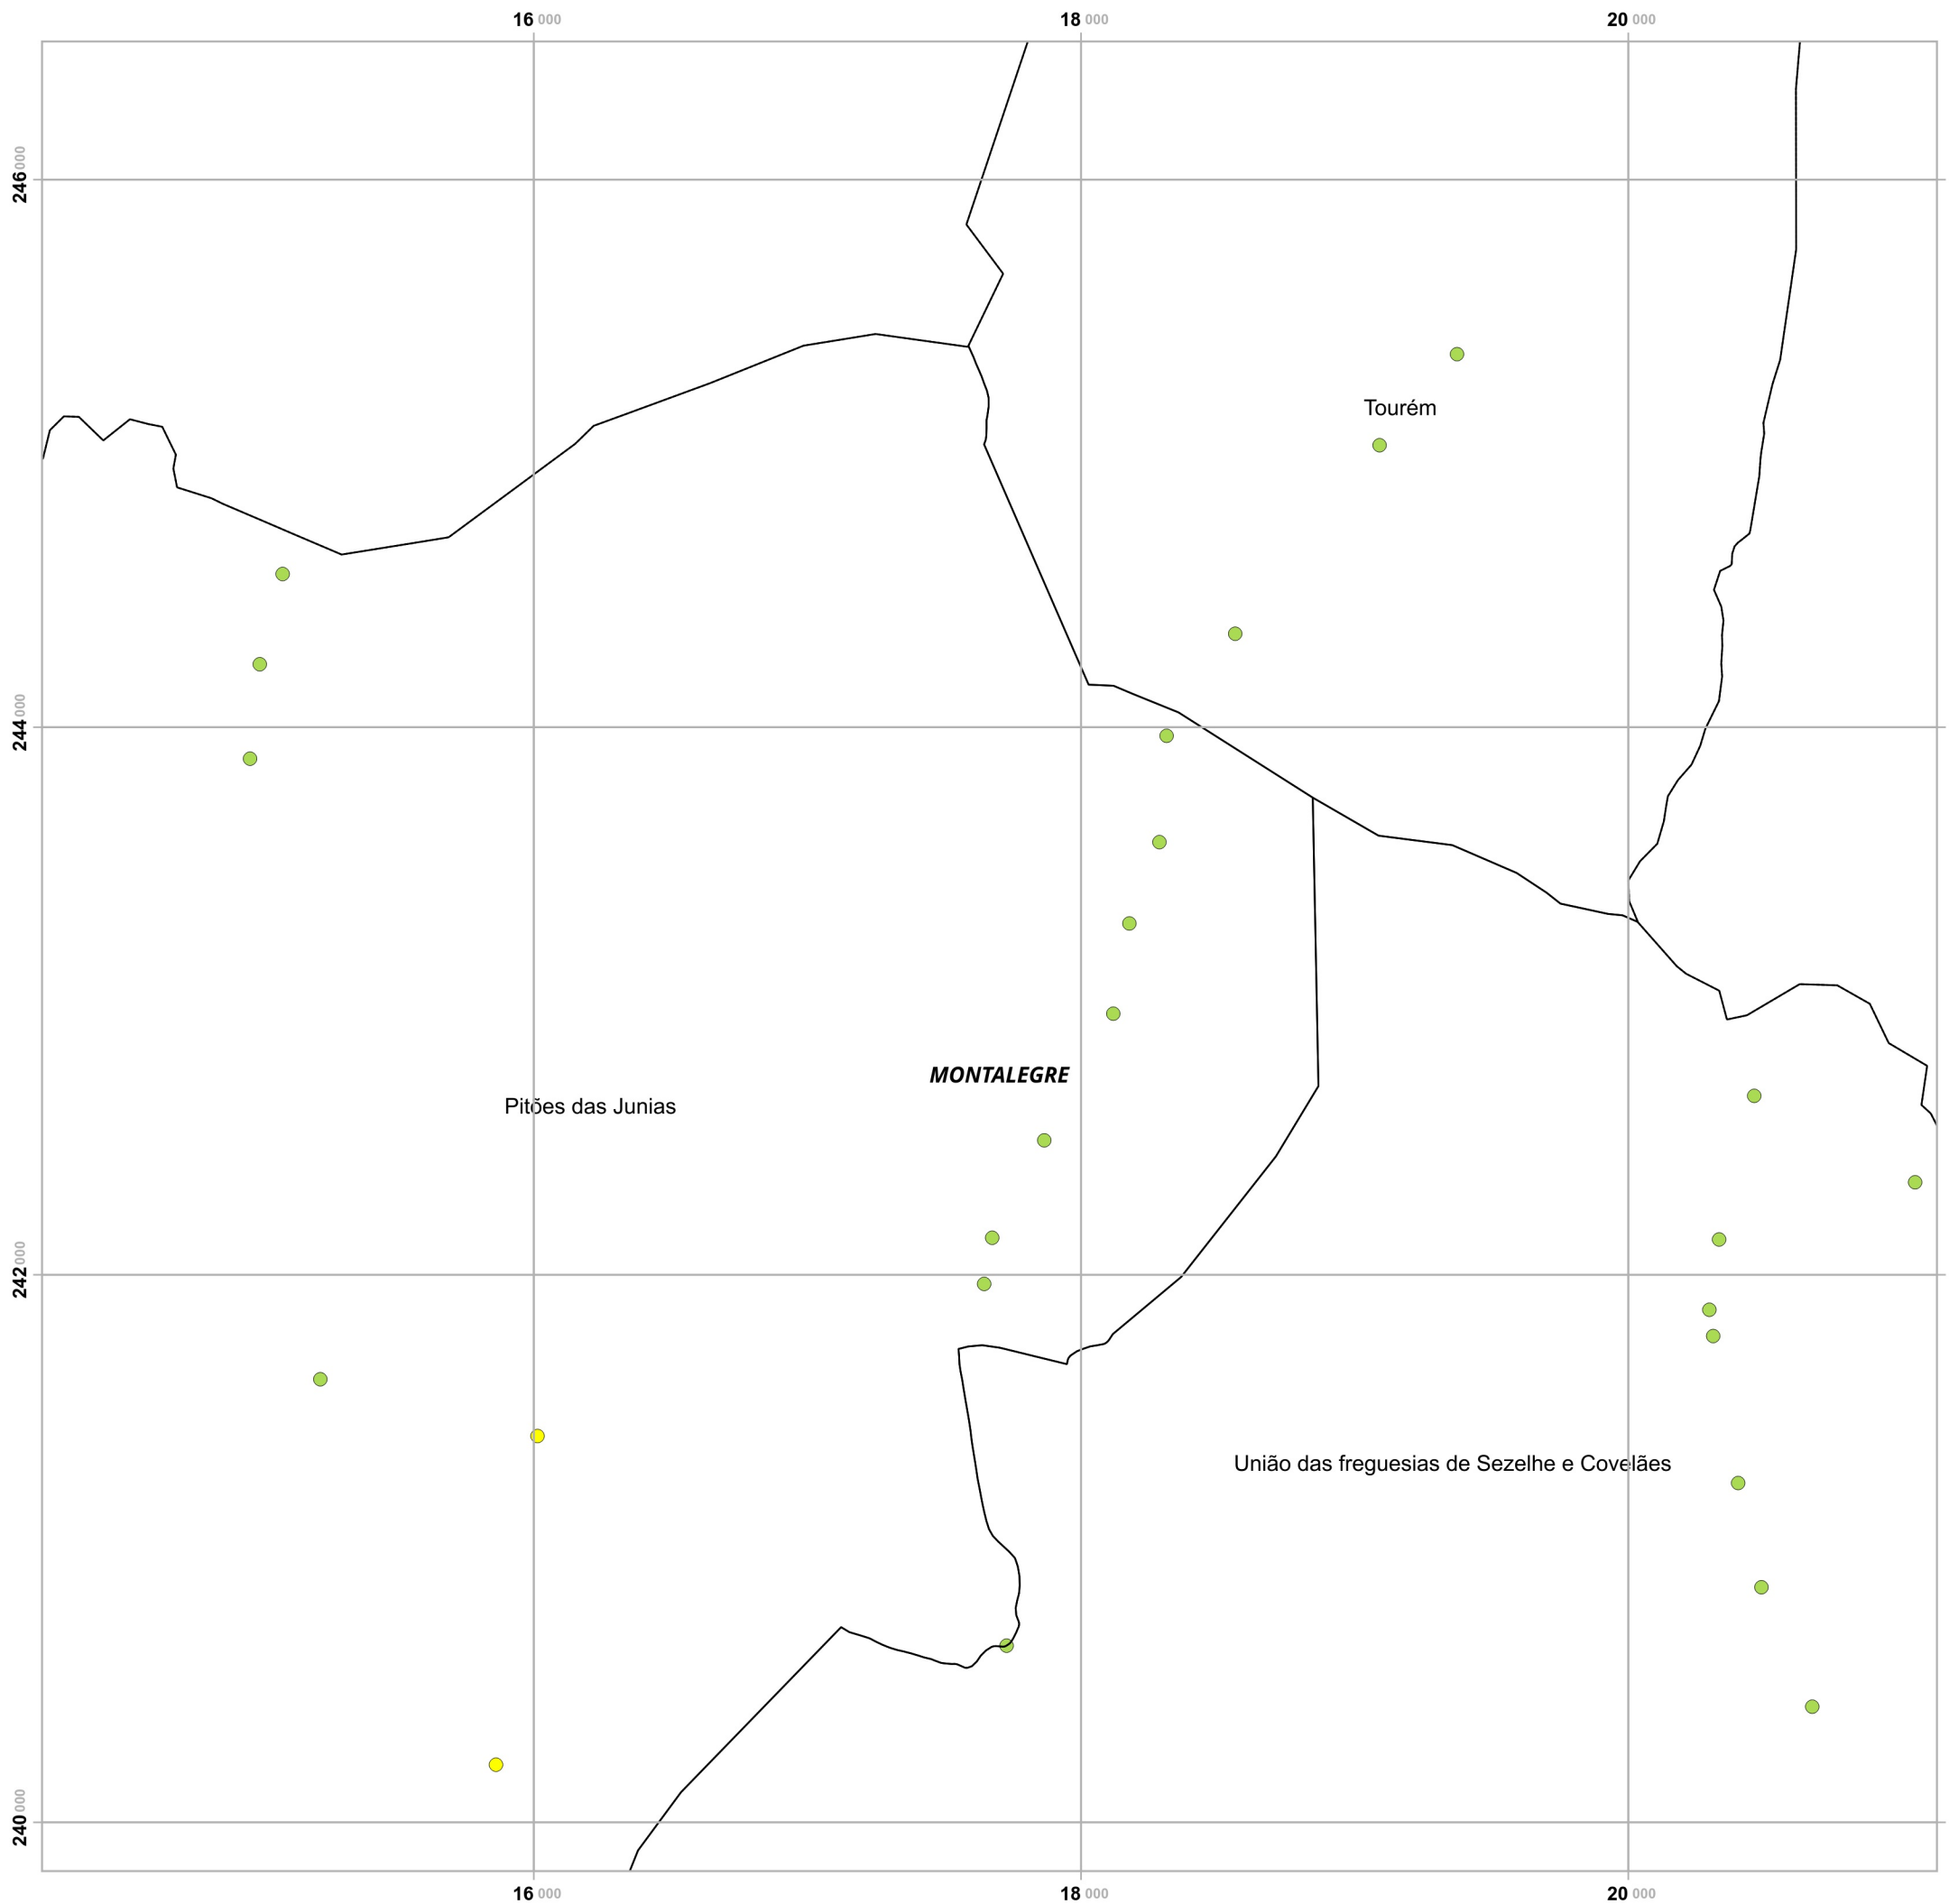 16 000
18 000
20 000
246 000
Tourém
244 000
MONTALEGRE
Pitões das Junias
242 000
União das freguesias de Sezelhe e Covelães
240 000
16 000
18 000
20 000